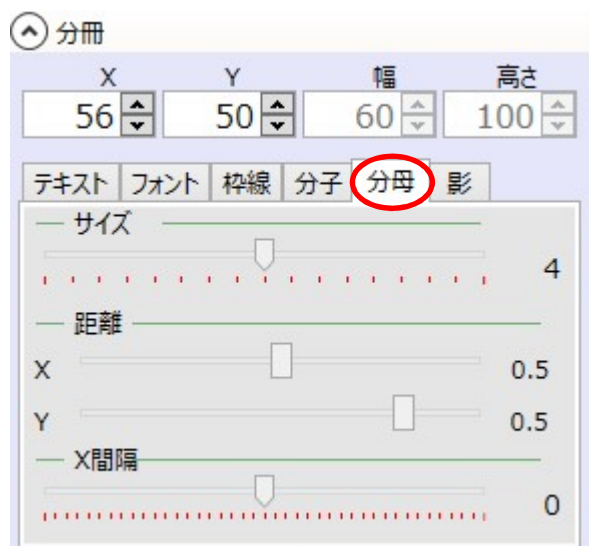 分冊
X Y 幅 高さ
56 50 60 100
テキスト フォント 枠線 分子 分母 影
サイズ
4
距離
X 0.5
Y 0.5
X間隔
0